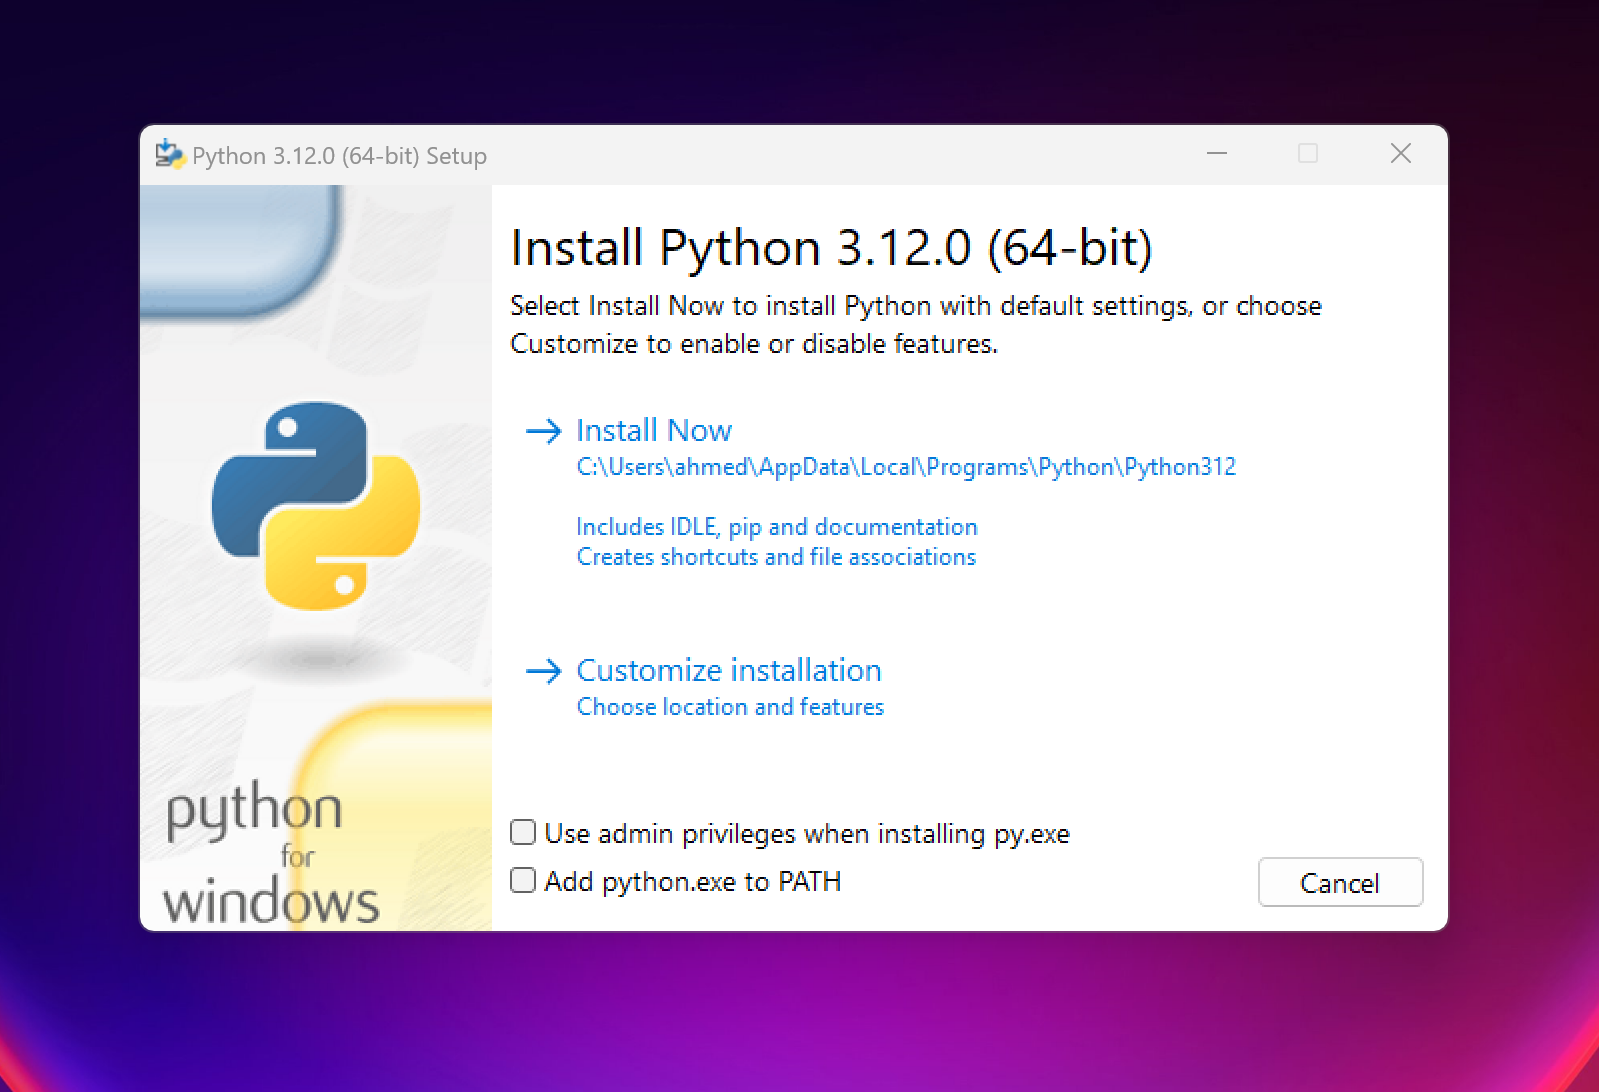 Python 3.12.0 (64-bit) Setup
Install Python 3.12.0 (64-bit)
Select Install Now to install Python with default settings, or choose
Customize to enable or disable features.
Install Now
C:\Users\ahmed\AppData\Local\Programs\Python\Python312
Includes IDLE, pip and documentation
Creates shortcuts and file associations
Customize installation
Choose location and features
python
for
windows
Use admin privileges when installing py.exe
Add python.exe to PATH
Cancel